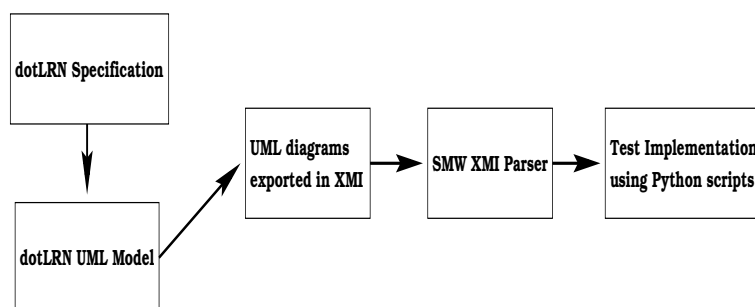 dotLRN Specification
dotLRN UML Model
UML diagrams
exported in XMI
SMW XMI Parser
Test Implementation
using Python scripts